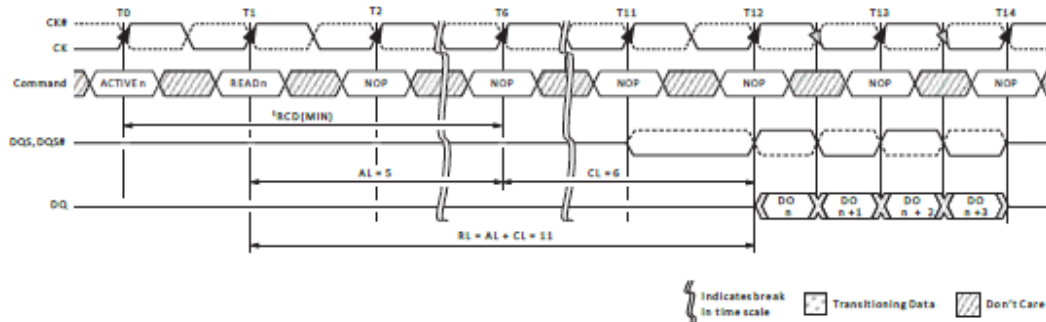 T0 T1 T2 T6 T11 T12 T13 T14
CK#
CK
Command ACTIVE n READ n NOP NOP NOP NOP NOP NOP
tRCD (MIN)
DQS, DQS#
AL = 5 CL = 6
DQ DO n DO n + 1 DO n + 2 DO n + 3
RL = AL + CL = 11
Indicates break
in time scale
Transitioning Data
Don't Care